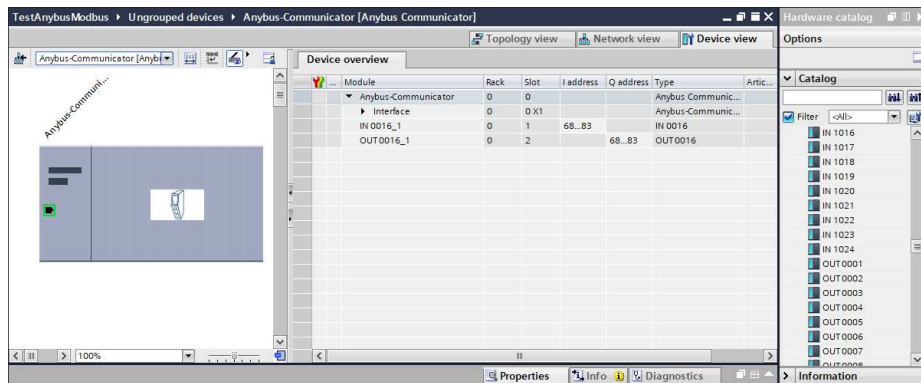 TestAnybusModbus ▸ Ungrouped devices ▸ Anybus-Communicator [Anybus Communicator]
Hardware catalog
Topology view Network view Device view
Options
Anybus-Communicator [Anyb
Device overview
... Module Rack Slot I address Q address Type Artic...
Catalog
Anybus-Communicator 0 0 Anybus Communic...
Interface 0 0 X1 Anybus-Communic...
Filter <All>
IN 0016_1 0 1 68...83 IN 0016
OUT0016_1 0 2 68...83 OUT0016
Anybus-Communi...
IN 1016
IN 1017
IN 1018
IN 1019
IN 1020
IN 1021
IN 1022
IN 1023
IN 1024
OUT0001
OUT0002
OUT0003
OUT0004
OUT0005
OUT0006
OUT0007
OUT0008
100%
Properties Info Diagnostics
Information